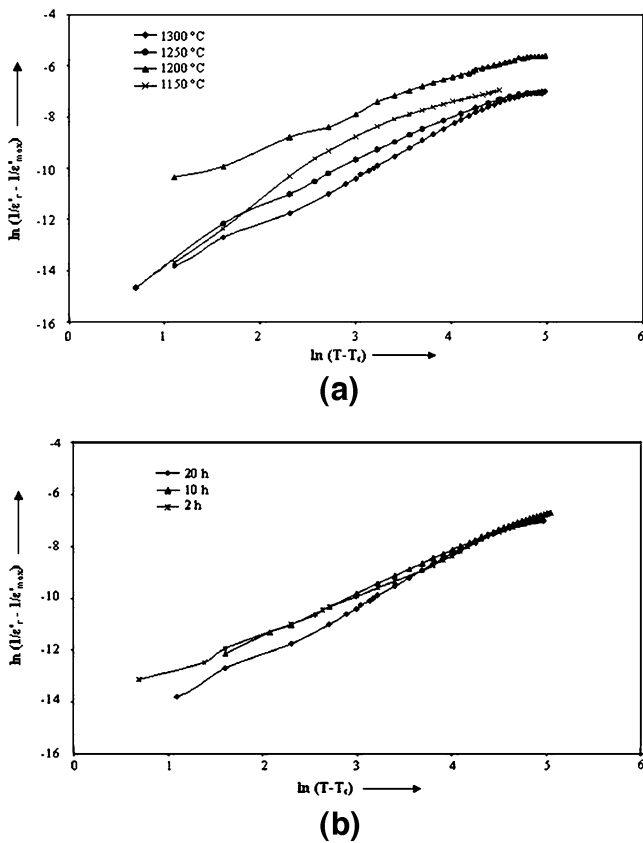 1300 °C
1250 °C
1200 °C
1150 °C
-4
-6
-8
-10
-12
-14
-16
0
1
2
3
4
5
6
ln (1/ε'r - 1/ε'max)
ln (T-Tc)
(a)
20 h
10 h
2 h
-4
-6
-8
-10
-12
-14
-16
0
1
2
3
4
5
6
ln (1/ε'r - 1/ε'max)
ln (T-Tc)
(b)